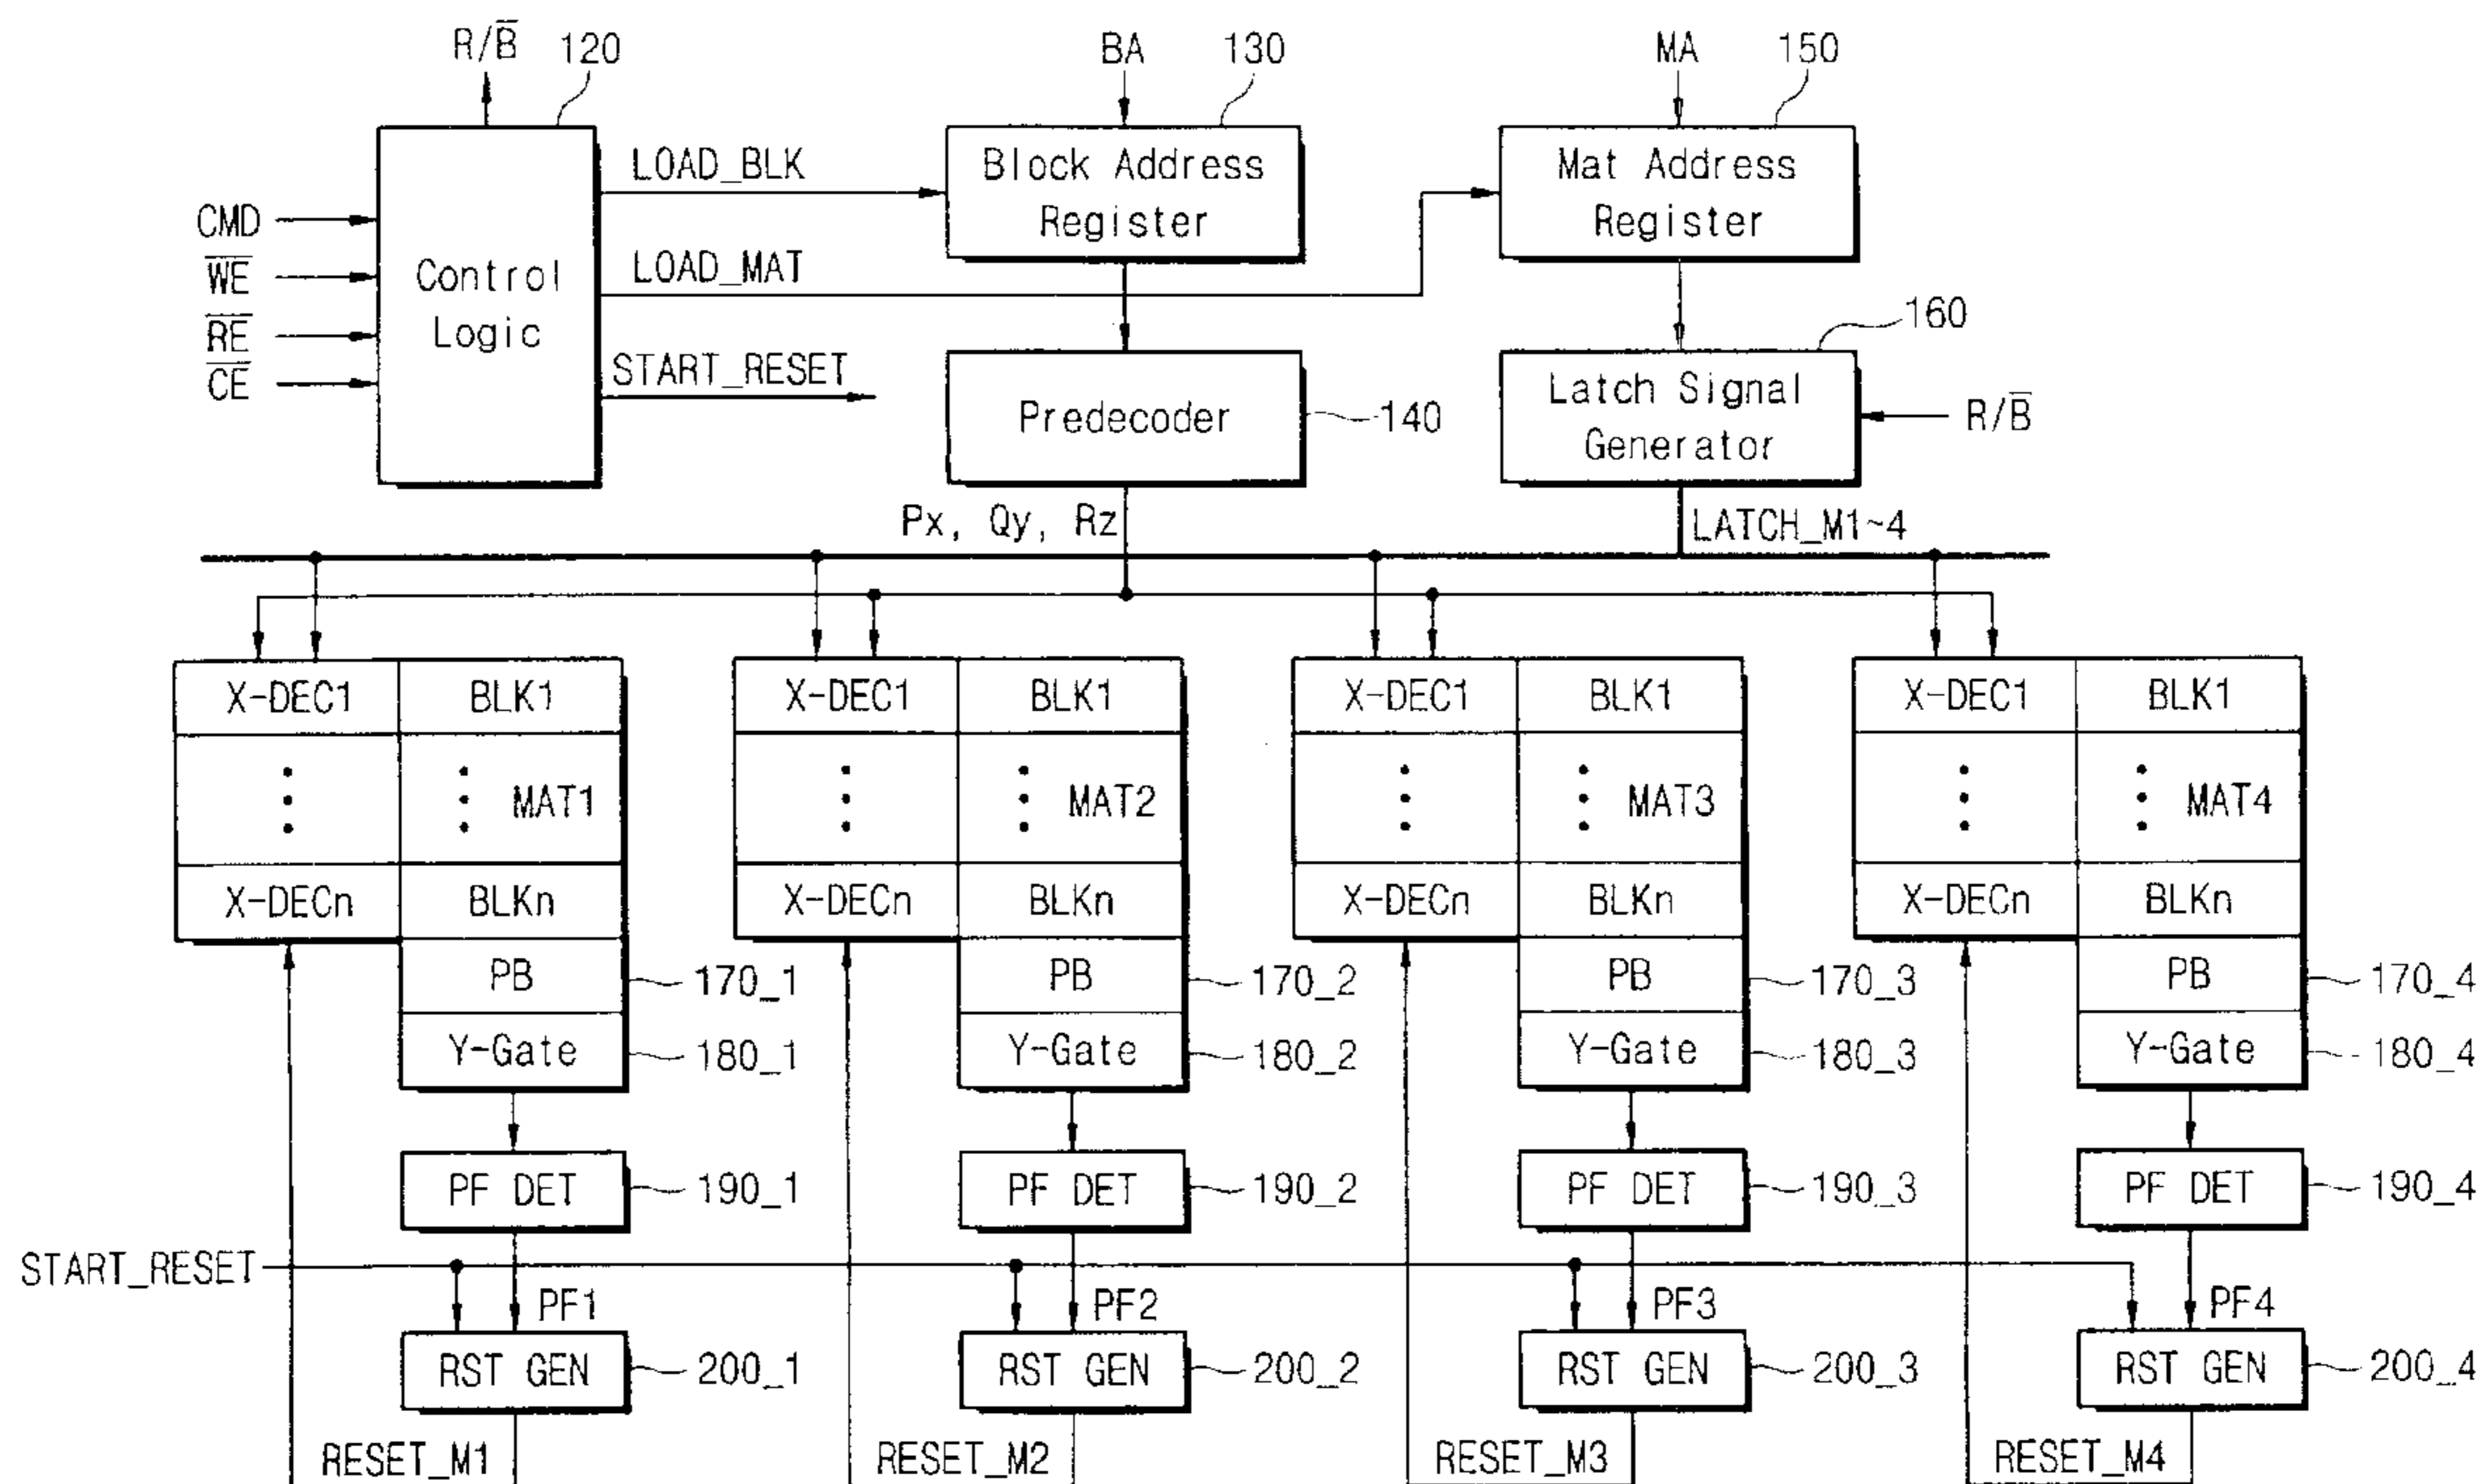 R/B̅ 120 BA 130 MA 150
LOAD_BLK Block Address Mat Address
CMD Register Register
W̅E̅ Control LOAD_MAT
R̅E̅ Logic 160
C̅E̅ START_RESET Predecoder 140 Latch Signal
Generator R/B̅
Px, Qy, Rz LATCH_M1~4
X-DEC1 BLK1 X-DEC1 BLK1 X-DEC1 BLK1 X-DEC1 BLK1
MAT1 MAT2 MAT3 MAT4
X-DECn BLKn X-DECn BLKn X-DECn BLKn X-DECn BLKn
PB 170_1 PB 170_2 PB 170_3 PB 170_4
Y-Gate 180_1 Y-Gate 180_2 Y-Gate 180_3 Y-Gate 180_4
PF DET 190_1 PF DET 190_2 PF DET 190_3 PF DET 190_4
START_RESET
PF1 PF2 PF3 PF4
RST GEN 200_1 RST GEN 200_2 RST GEN 200_3 RST GEN 200_4
RESET_M1 RESET_M2 RESET_M3 RESET_M4